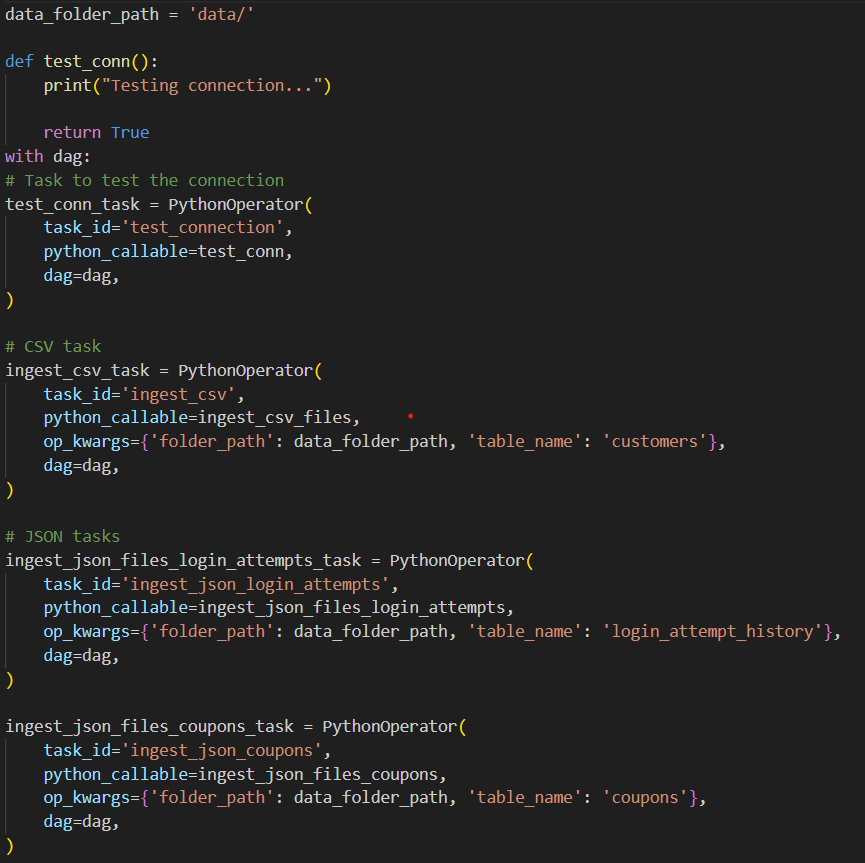 data_folder_path = 'data/'
def test_conn():
    print("Testing connection...")
    return True
with dag:
# Task to test the connection
test_conn_task = PythonOperator(
    task_id='test_connection',
    python_callable=test_conn,
    dag=dag,
)
# CSV task
ingest_csv_task = PythonOperator(
    task_id='ingest_csv',
    python_callable=ingest_csv_files,
    op_kwargs={'folder_path': data_folder_path, 'table_name': 'customers'},
    dag=dag,
)
# JSON tasks
ingest_json_files_login_attempts_task = PythonOperator(
    task_id='ingest_json_login_attempts',
    python_callable=ingest_json_files_login_attempts,
    op_kwargs={'folder_path': data_folder_path, 'table_name': 'login_attempt_history'},
    dag=dag,
)
ingest_json_files_coupons_task = PythonOperator(
    task_id='ingest_json_coupons',
    python_callable=ingest_json_files_coupons,
    op_kwargs={'folder_path': data_folder_path, 'table_name': 'coupons'},
    dag=dag,
)